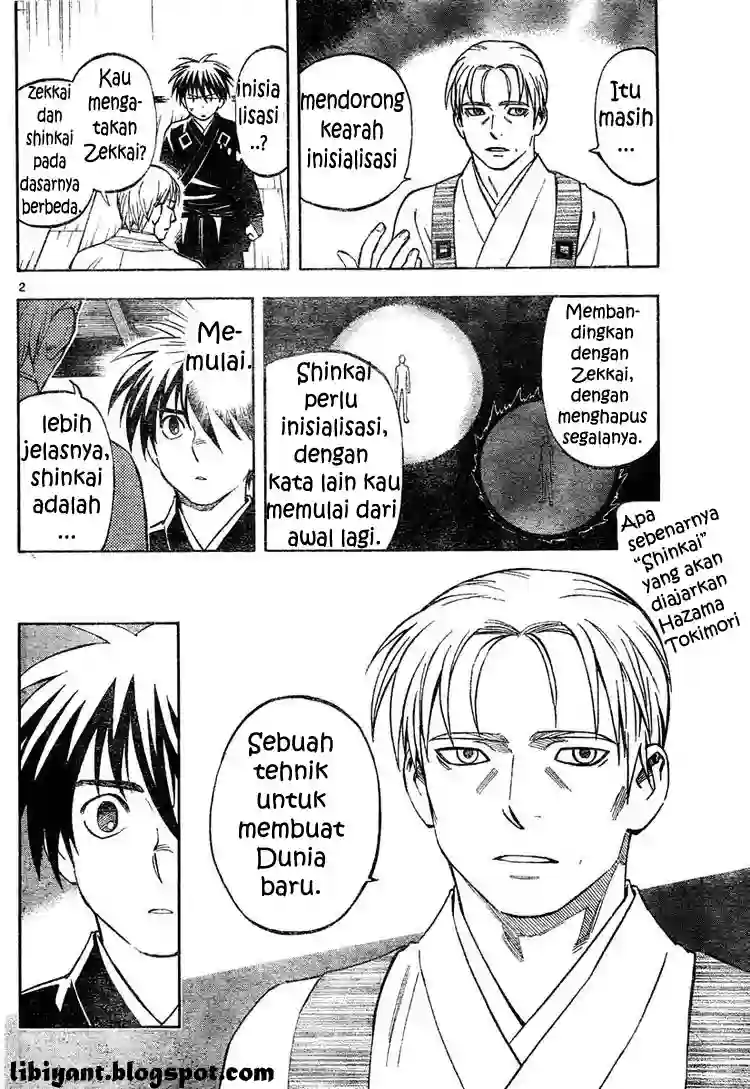 Itu
masih
...
mendorong
kearah
inisialisasi
inisia
lisasi
..?
Kau
menga-
takan
Zekkai?
Zekkai
dan
shinkai
pada
dasarnya
berbeda.
2
Memban-
dingkan
dengan
Zekkai,
dengan
menghapus
segalanya.
Shinkai
perlu
inisialisasi,
dengan
kata lain kau
memulai dari
awal lagi.
Me-
mulai.
lebih
jelasnya,
shinkai
adalah
...
Apa
sebenarnya
"Shinkai"
yang akan
diajarkan
Hazama
Tokimori
Sebuah
tehnik
untuk
membuat
Dunia
baru.
libiyant.blogspot.com